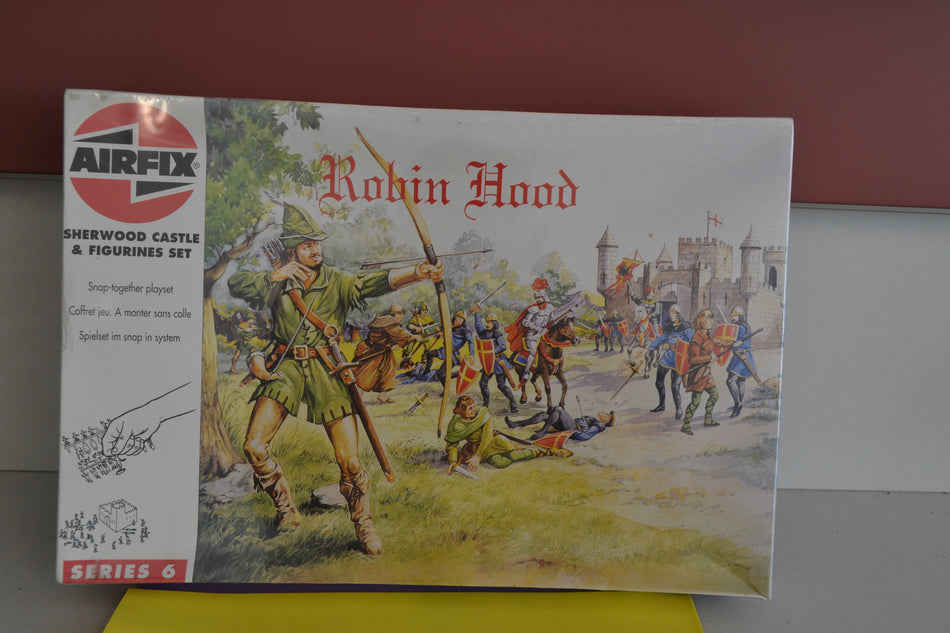 AIRFIX®
SHERWOOD CASTLE
& FIGURINES SET
Snap-together playset
Coffret jeu. A monter sans colle
Spielset im snap in system
SERIES 6
Robin Hood